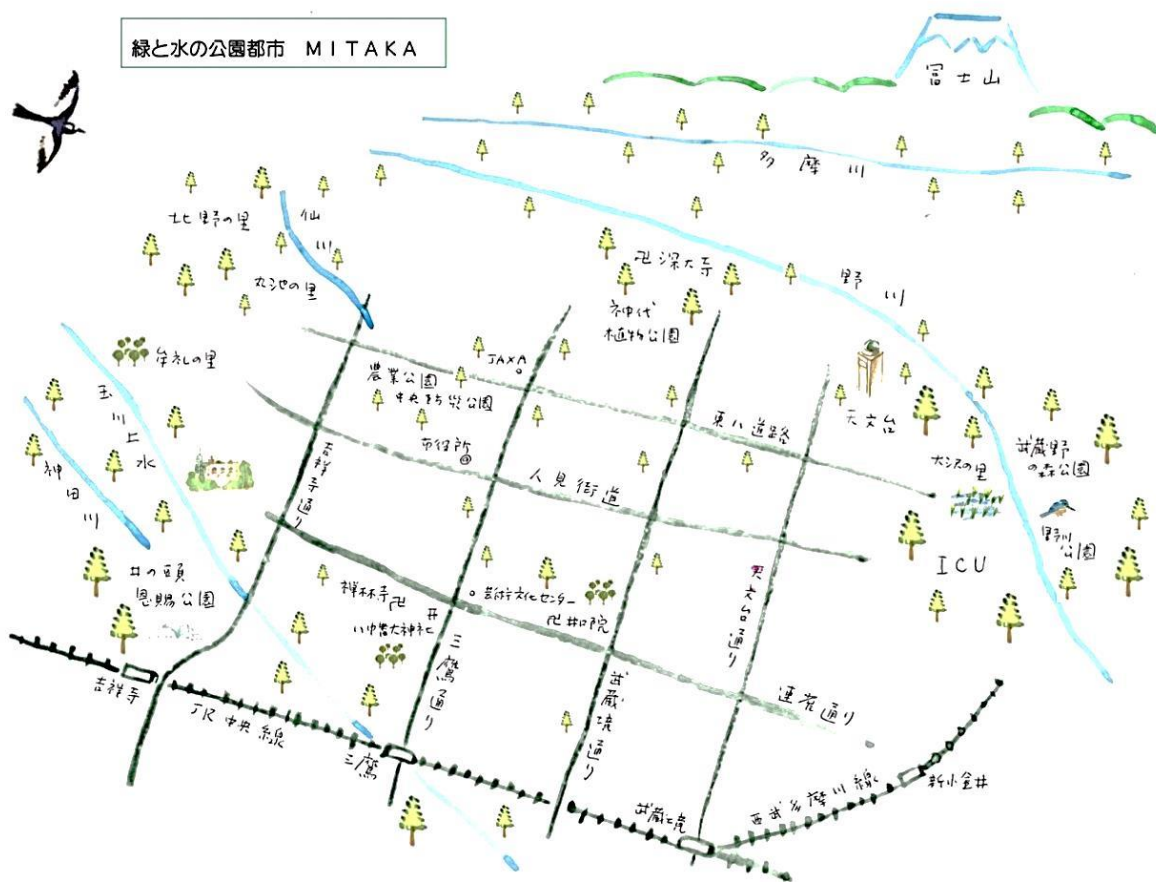 緑と水の公園都市 MITAKA
富士山
多摩川
北野の里
仙川
丸池の里
卍深大寺
神代
植物公園
野川
牟礼の里
玉川上水
神田川
JAXA
農業公園
中央防災公園
市役所
東八道路
人見街道
天文台
大沢の里
武蔵野
の森公園
野川
公園
ICU
吉祥寺通り
井の頭
恩賜公園
禅林寺卍
八幡大神社
芸術文化センター
卍井口院
三鷹通り
武蔵境通り
天文台通り
連雀通り
吉祥寺
JR中央線
三鷹
武蔵境
西武多摩川線
新小金井